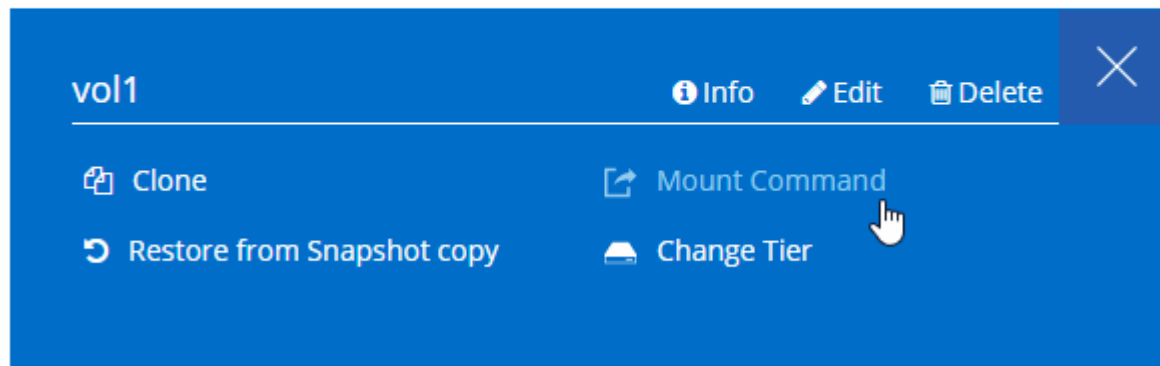 vol1
Info Edit Delete
Clone
Mount Command
Restore from Snapshot copy
Change Tier